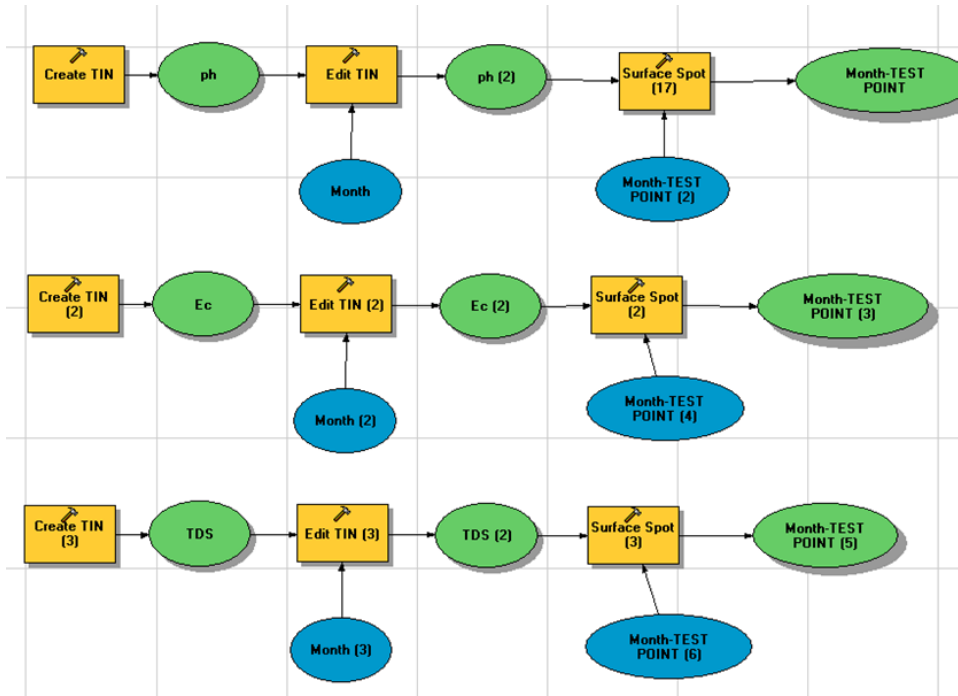 Create TIN
ph
Edit TIN
ph (2)
Surface Spot
(17)
Month-TEST
POINT
Month
Month-TEST
POINT (2)
Create TIN
(2)
Ec
Edit TIN (2)
Ec (2)
Surface Spot
(2)
Month-TEST
POINT (3)
Month (2)
Month-TEST
POINT (4)
Create TIN
(3)
TDS
Edit TIN (3)
TDS (2)
Surface Spot
(3)
Month-TEST
POINT (5)
Month (3)
Month-TEST
POINT (6)